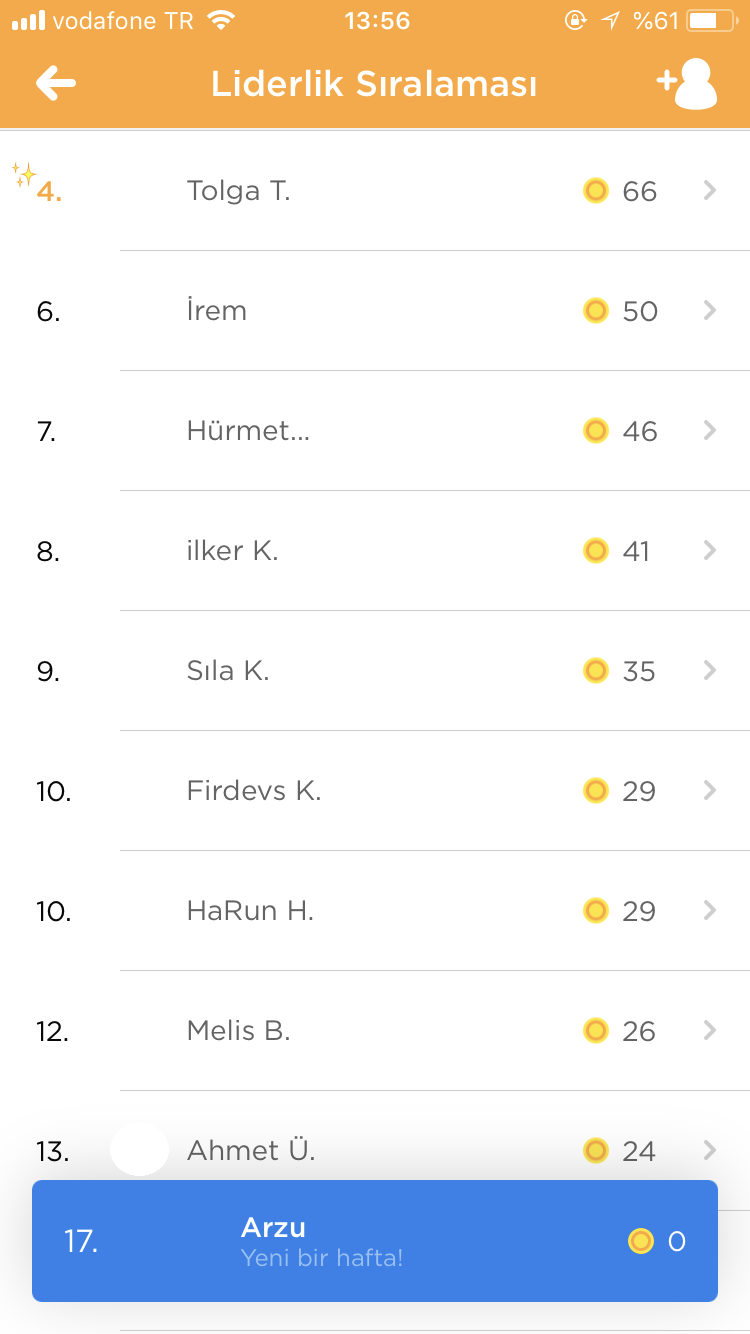 vodafone TR 13:56 %61
Liderlik Sıralaması
4. Tolga T. 66
6. İrem 50
7. Hürmet... 46
8. ilker K. 41
9. Sıla K. 35
10. Firdevs K. 29
10. HaRun H. 29
12. Melis B. 26
13. Ahmet Ü. 24
17. Arzu 0
Yeni bir hafta!